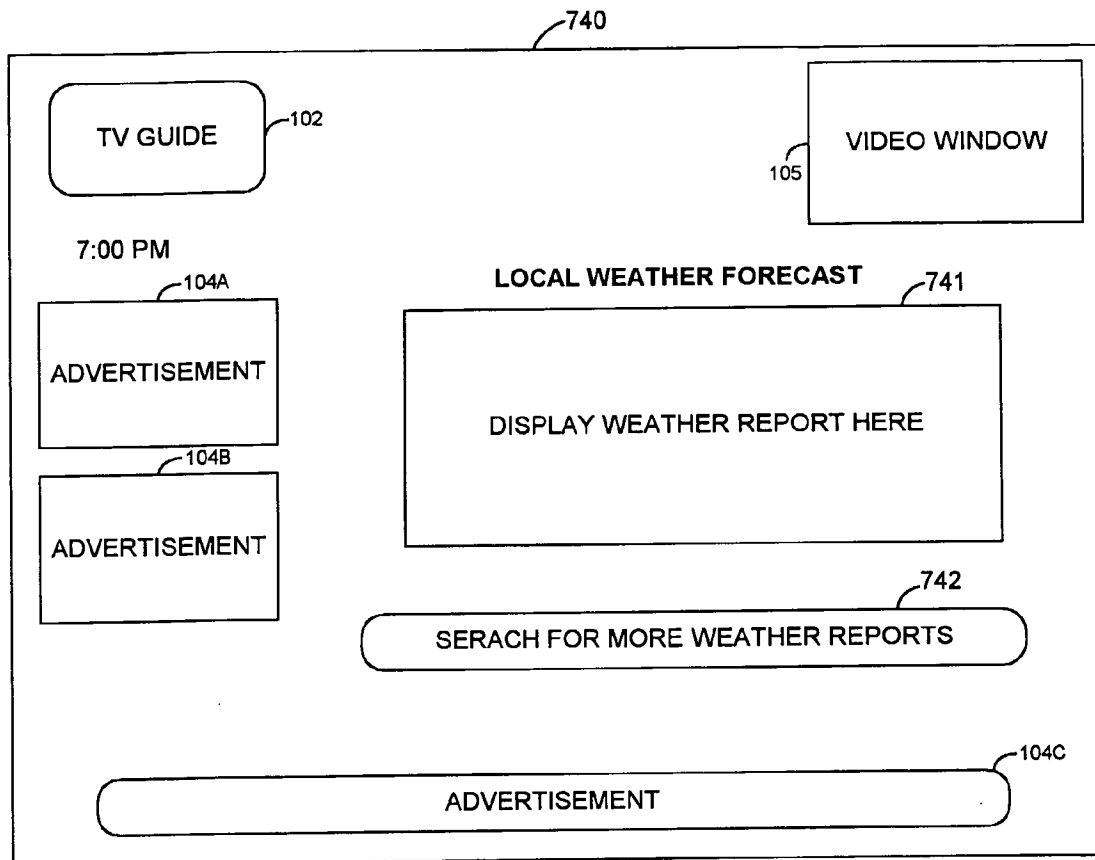 740
TV GUIDE
102
VIDEO WINDOW
105
7:00 PM
LOCAL WEATHER FORECAST
104A
741
ADVERTISEMENT
DISPLAY WEATHER REPORT HERE
104B
ADVERTISEMENT
742
SERACH FOR MORE WEATHER REPORTS
104C
ADVERTISEMENT